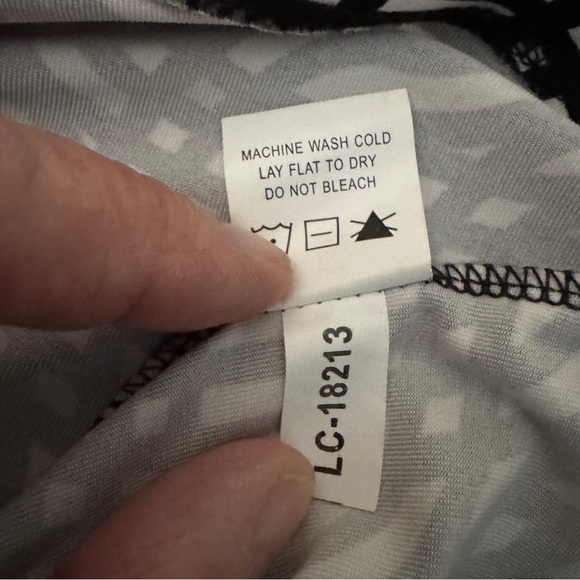 MACHINE WASH COLD
LAY FLAT TO DRY
DO NOT BLEACH
LC-18213